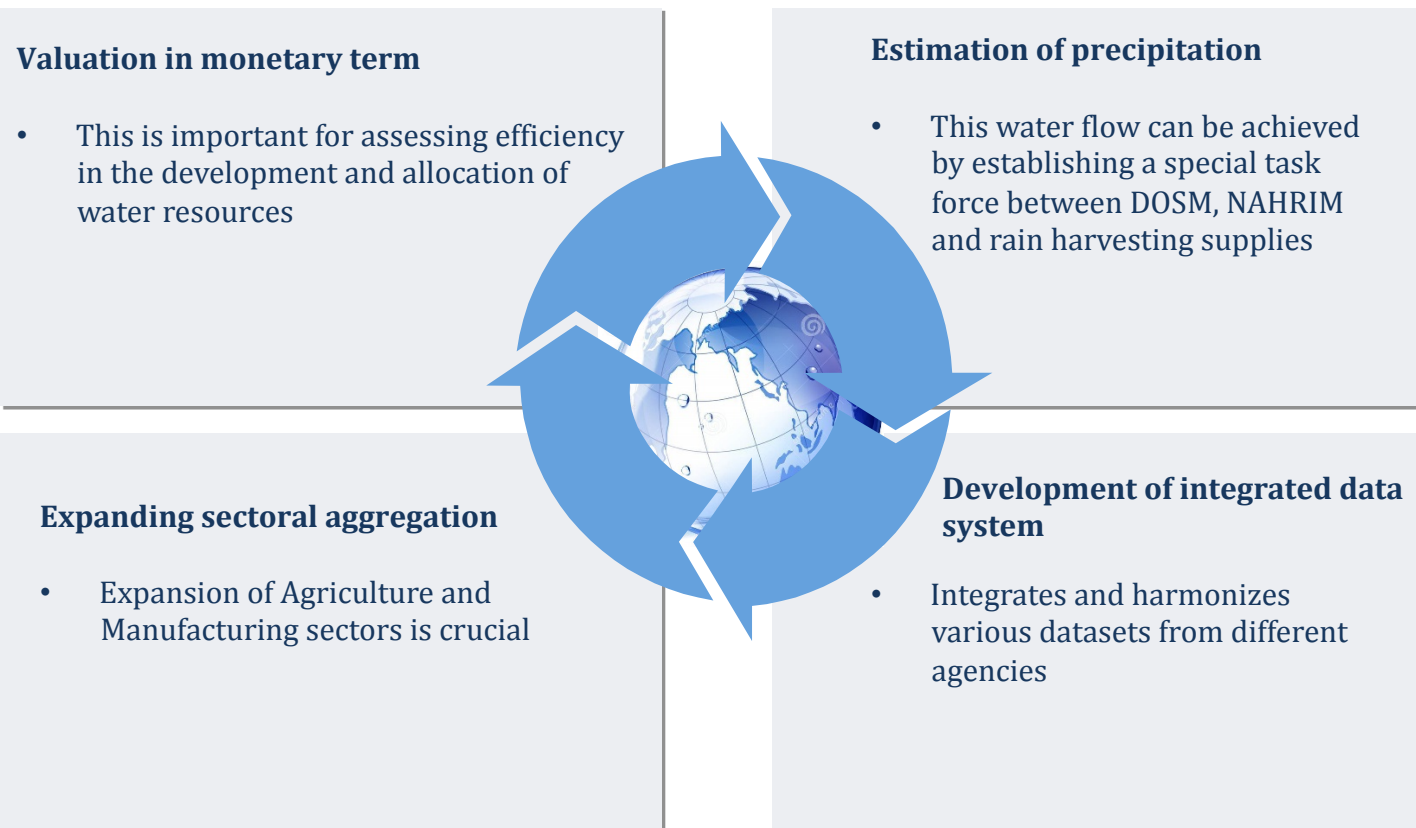 Valuation in monetary term
• This is important for assessing efficiency
in the development and allocation of
water resources
Estimation of precipitation
• This water flow can be achieved
by establishing a special task
force between DOSM, NAHRIM
and rain harvesting supplies
Expanding sectoral aggregation
• Expansion of Agriculture and
Manufacturing sectors is crucial
Development of integrated data
system
• Integrates and harmonizes
various datasets from different
agencies